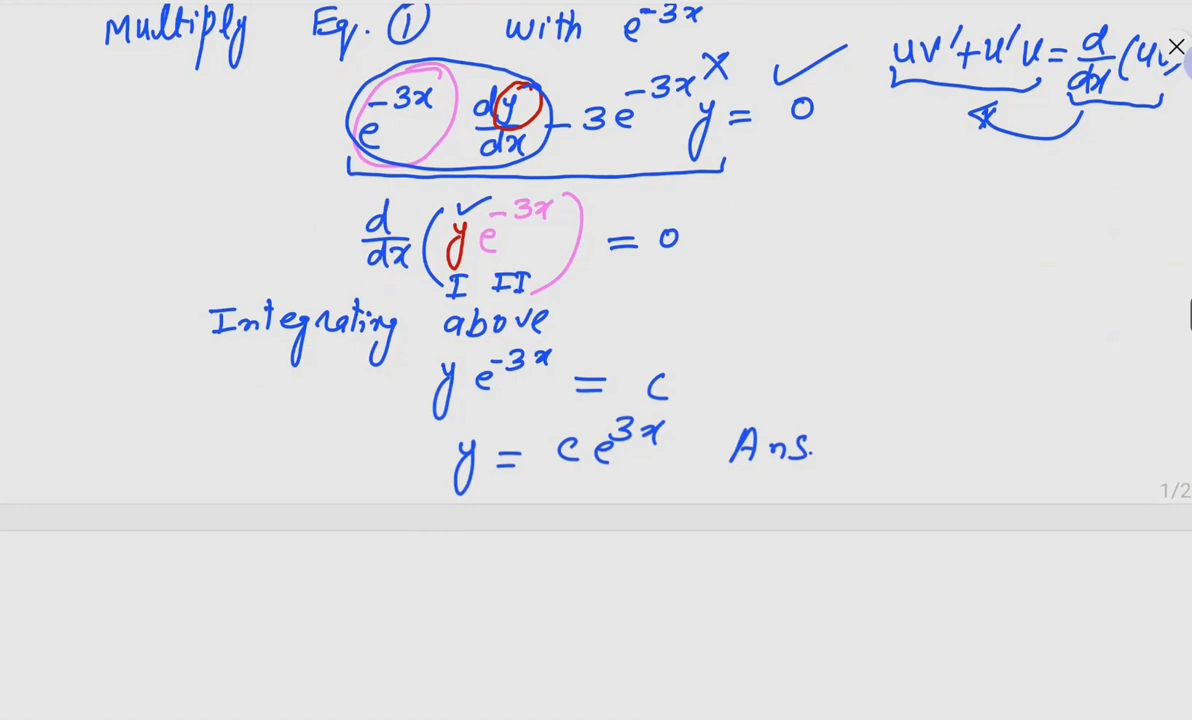 Multiply Eq. ① with e^{-3x}
uv' + u'v = d/dx (uv
e^{-3x} dy/dx - 3e^{-3x} y = 0
d/dx (y e^{-3x}) = 0
I II
Integrating above
y e^{-3x} = c
y = c e^{3x} Ans.
1/2